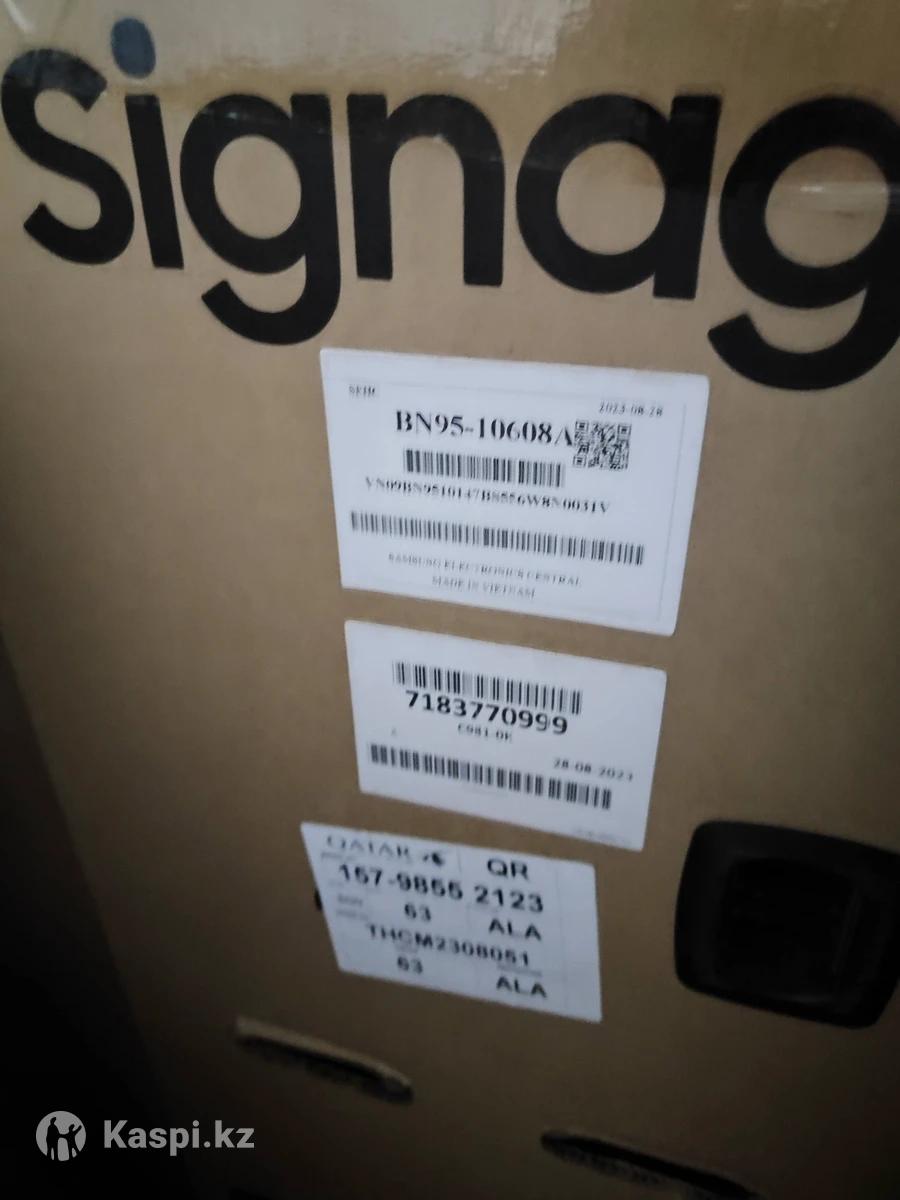 Signag
2023-08-28
BN95-10608A
SAMSUNG ELECTRONICS CENTRAL
MADE IN VIETNAM
7183770999
28-08-2023
QATAR QR
157-9855 2123
63 ALA
THCM2308051
63 ALA
Kaspi.kz